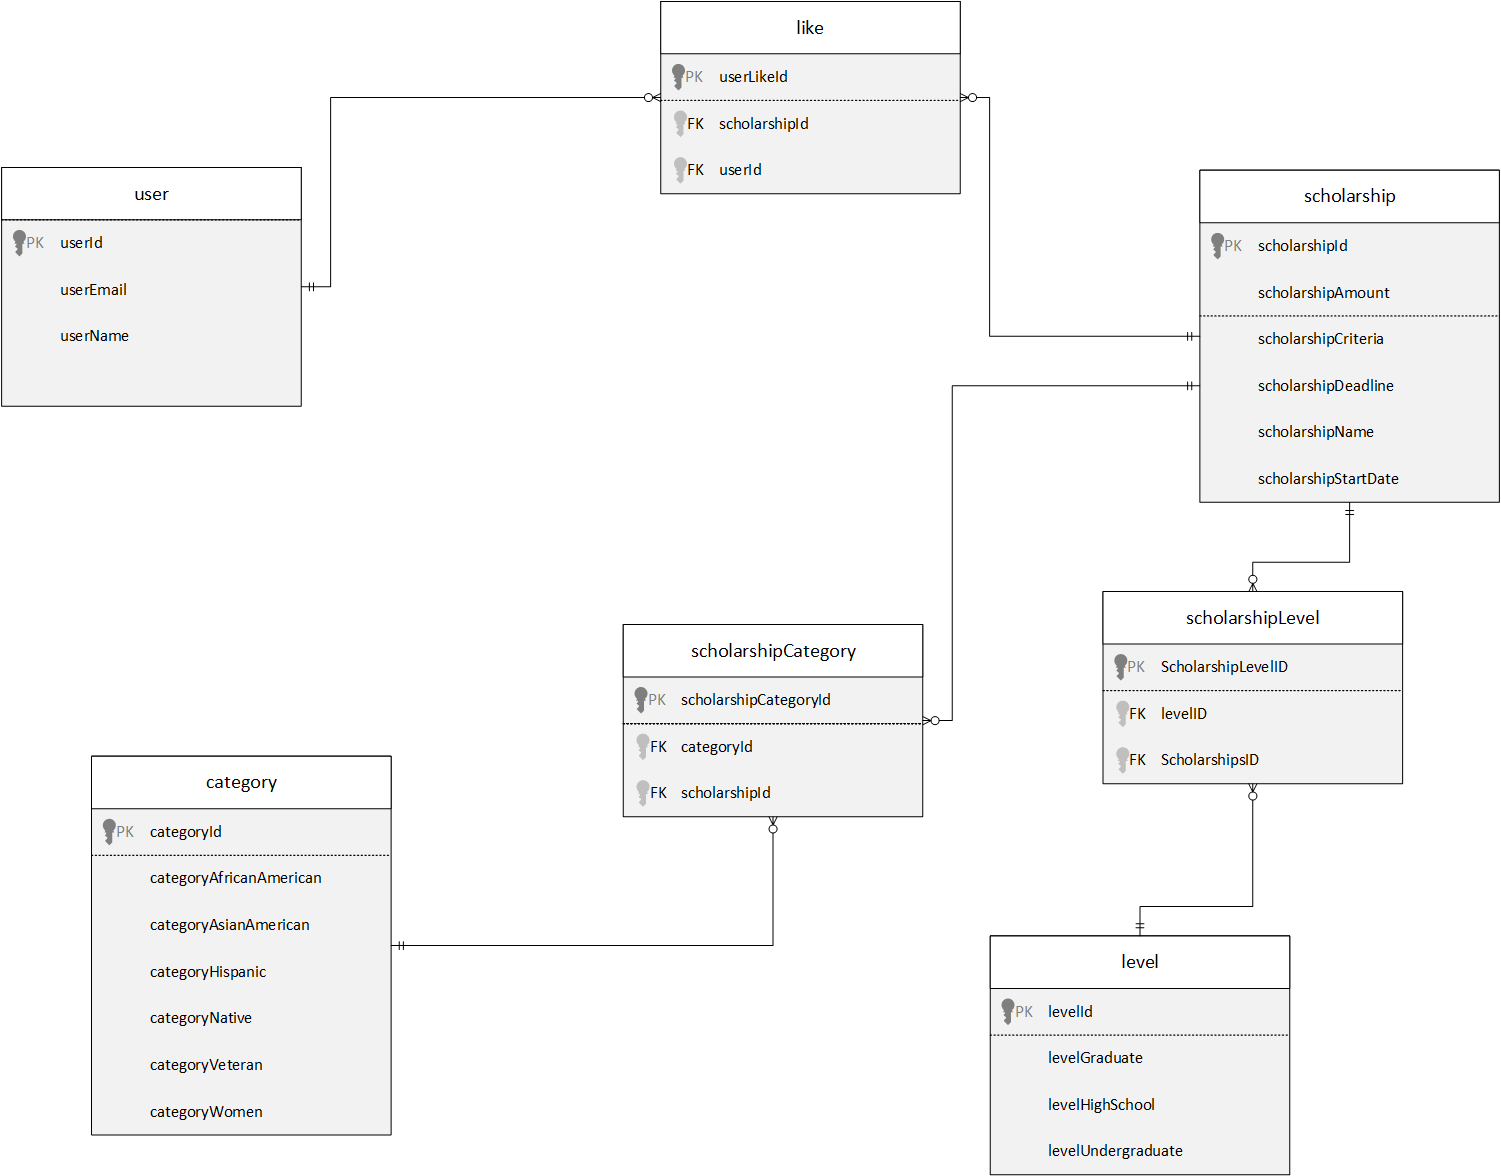 like
PK userLikeId
FK scholarshipId
FK userId
user
PK userId
userEmail
userName
scholarship
PK scholarshipId
scholarshipAmount
scholarshipCriteria
scholarshipDeadline
scholarshipName
scholarshipStartDate
scholarshipLevel
PK ScholarshipLevelID
FK levelID
FK ScholarshipsID
scholarshipCategory
PK scholarshipCategoryId
FK categoryId
FK scholarshipId
category
PK categoryId
categoryAfricanAmerican
categoryAsianAmerican
categoryHispanic
categoryNative
categoryVeteran
categoryWomen
level
PK levelId
levelGraduate
levelHighSchool
levelUndergraduate